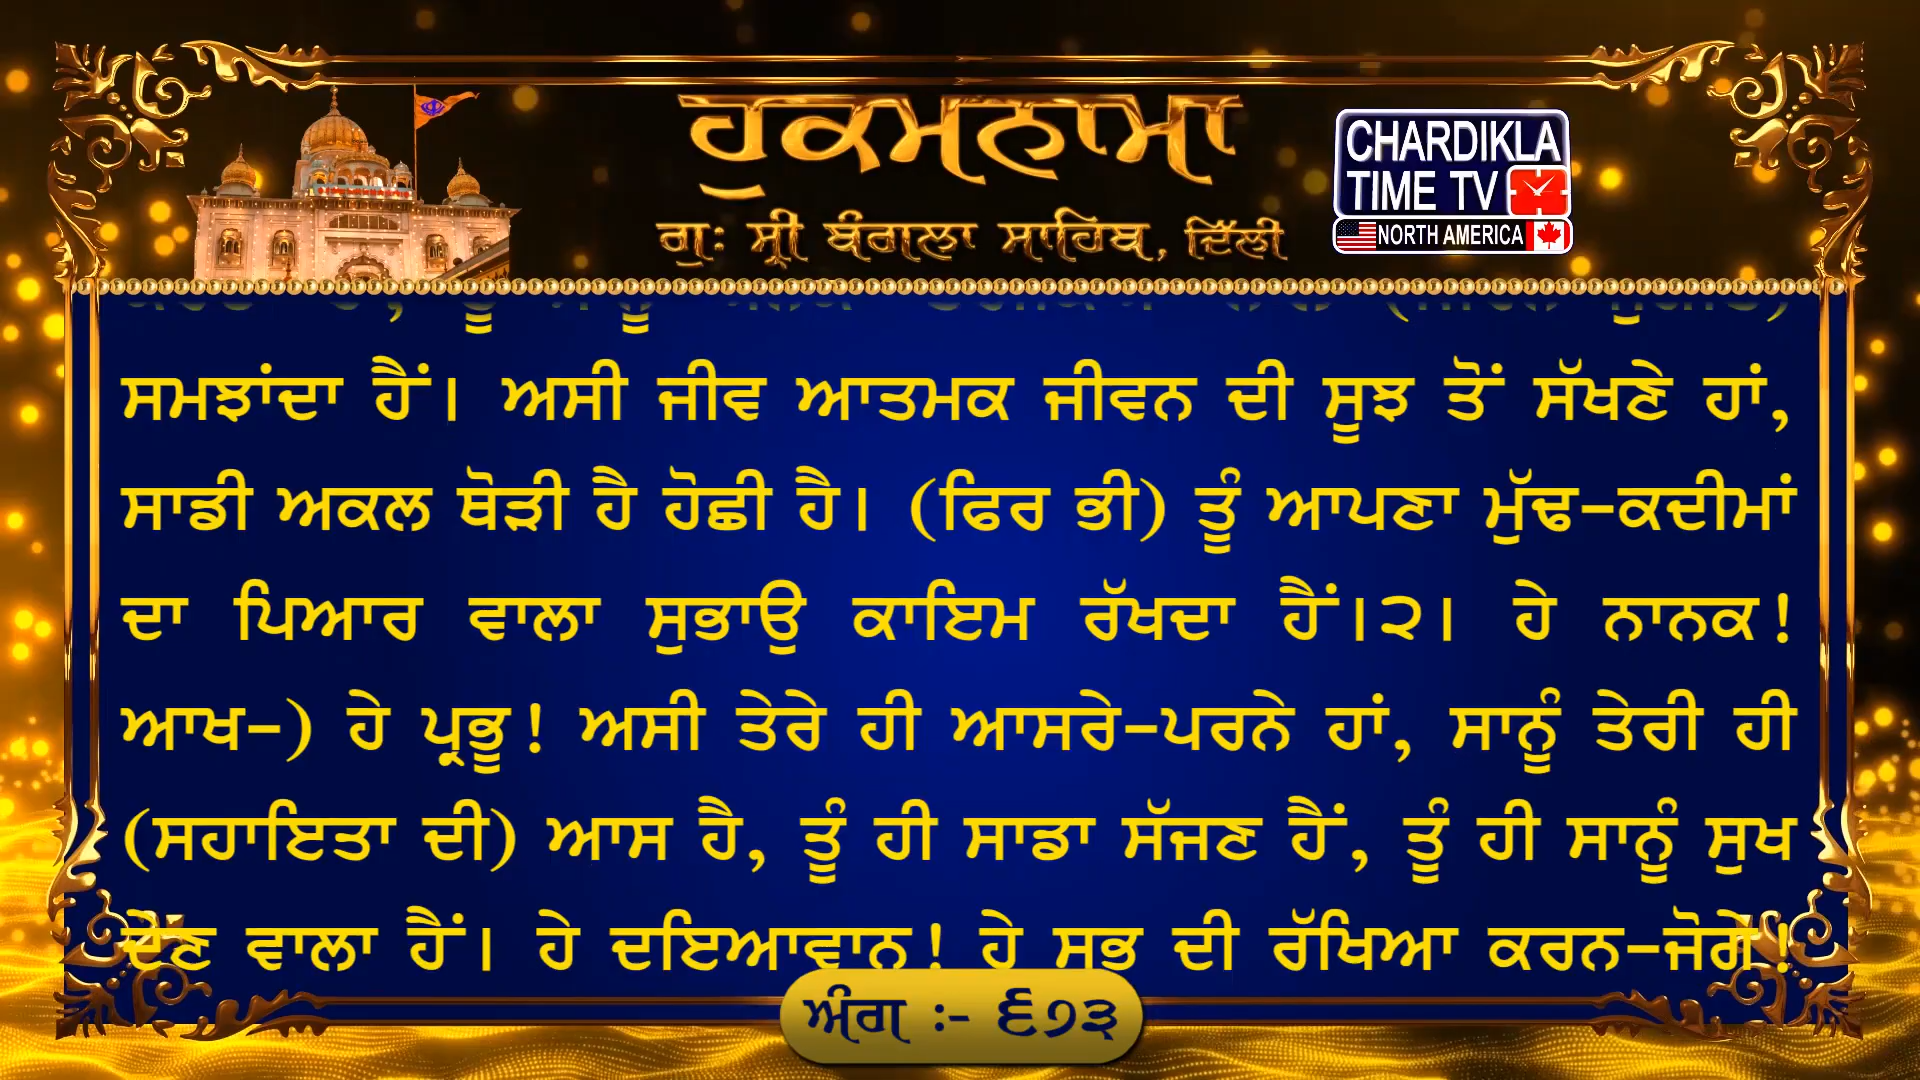 ਹੁਕਮਨਾਮਾ
ਗੁਃ ਸ੍ਰੀ ਬੰਗਲਾ ਸਾਹਿਬ, ਦਿੱਲੀ
CHARDIKLA
TIME TV
NORTH AMERICA
ਸਮਝਾਂਦਾ ਹੈਂ। ਅਸੀ ਜੀਵ ਆਤਮਕ ਜੀਵਨ ਦੀ ਸੂਝ ਤੋਂ ਸੱਖਣੇ ਹਾਂ,
ਸਾਡੀ ਅਕਲ ਥੋੜੀ ਹੈ ਹੋਛੀ ਹੈ। (ਫਿਰ ਭੀ) ਤੂੰ ਆਪਣਾ ਮੁੱਢ-ਕਦੀਮਾਂ
ਦਾ ਪਿਆਰ ਵਾਲਾ ਸੁਭਾਉ ਕਾਇਮ ਰੱਖਦਾ ਹੈਂ।੨। ਹੇ ਨਾਨਕ!
ਆਖ-) ਹੇ ਪ੍ਰਭੂ! ਅਸੀ ਤੇਰੇ ਹੀ ਆਸਰੇ-ਪਰਨੇ ਹਾਂ, ਸਾਨੂੰ ਤੇਰੀ ਹੀ
(ਸਹਾਇਤਾ ਦੀ) ਆਸ ਹੈ, ਤੂੰ ਹੀ ਸਾਡਾ ਸੱਜਣ ਹੈਂ, ਤੂੰ ਹੀ ਸਾਨੂੰ ਸੁਖ
ਦੇਣ ਵਾਲਾ ਹੈਂ। ਹੇ ਦਇਆਵਾਨ! ਹੇ ਸਭ ਦੀ ਰੱਖਿਆ ਕਰਨ-ਜੋਗੇ!
ਅੰਗ :- ੬੭੩